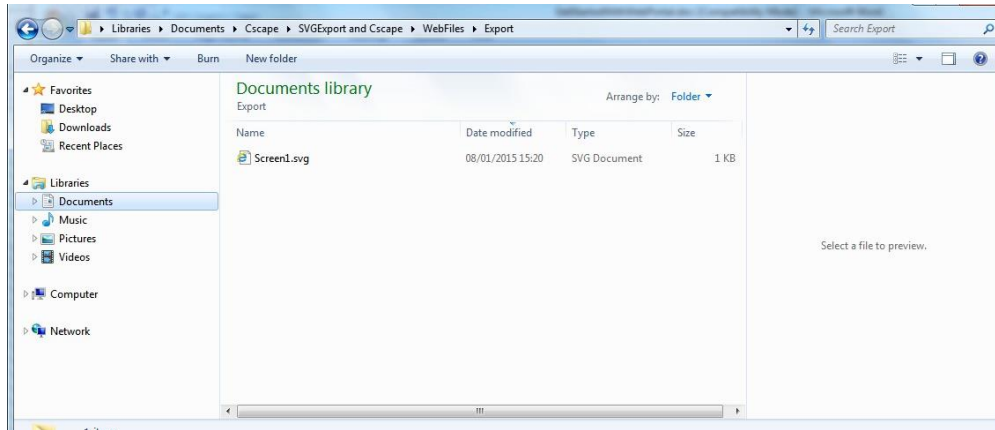 Libraries ▸ Documents ▸ Cscape ▸ SVGExport and Cscape ▸ WebFiles ▸ Export
Search Export
Organize Share with Burn New folder
Favorites
Desktop
Downloads
Recent Places
Libraries
Documents
Music
Pictures
Videos
Computer
Network
Documents library
Export
Arrange by: Folder
Name Date modified Type Size
Screen1.svg 08/01/2015 15:20 SVG Document 1 KB
Select a file to preview.